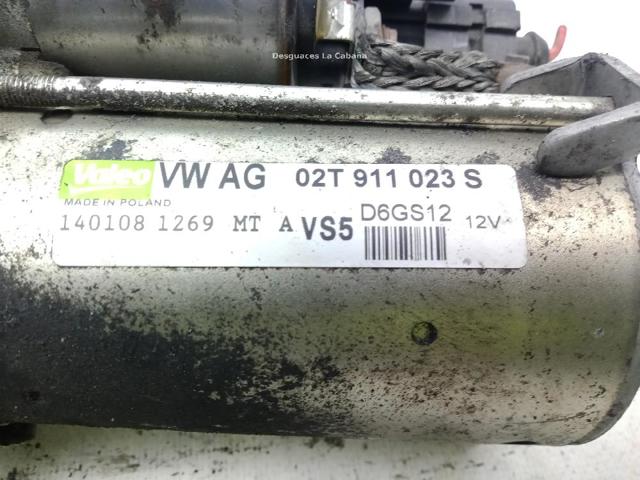 Desguaces La Cabaña
Valeo VW AG 02T 911 023 S
MADE IN POLAND
140108 1269 MT A VS5 D6GS12 12V